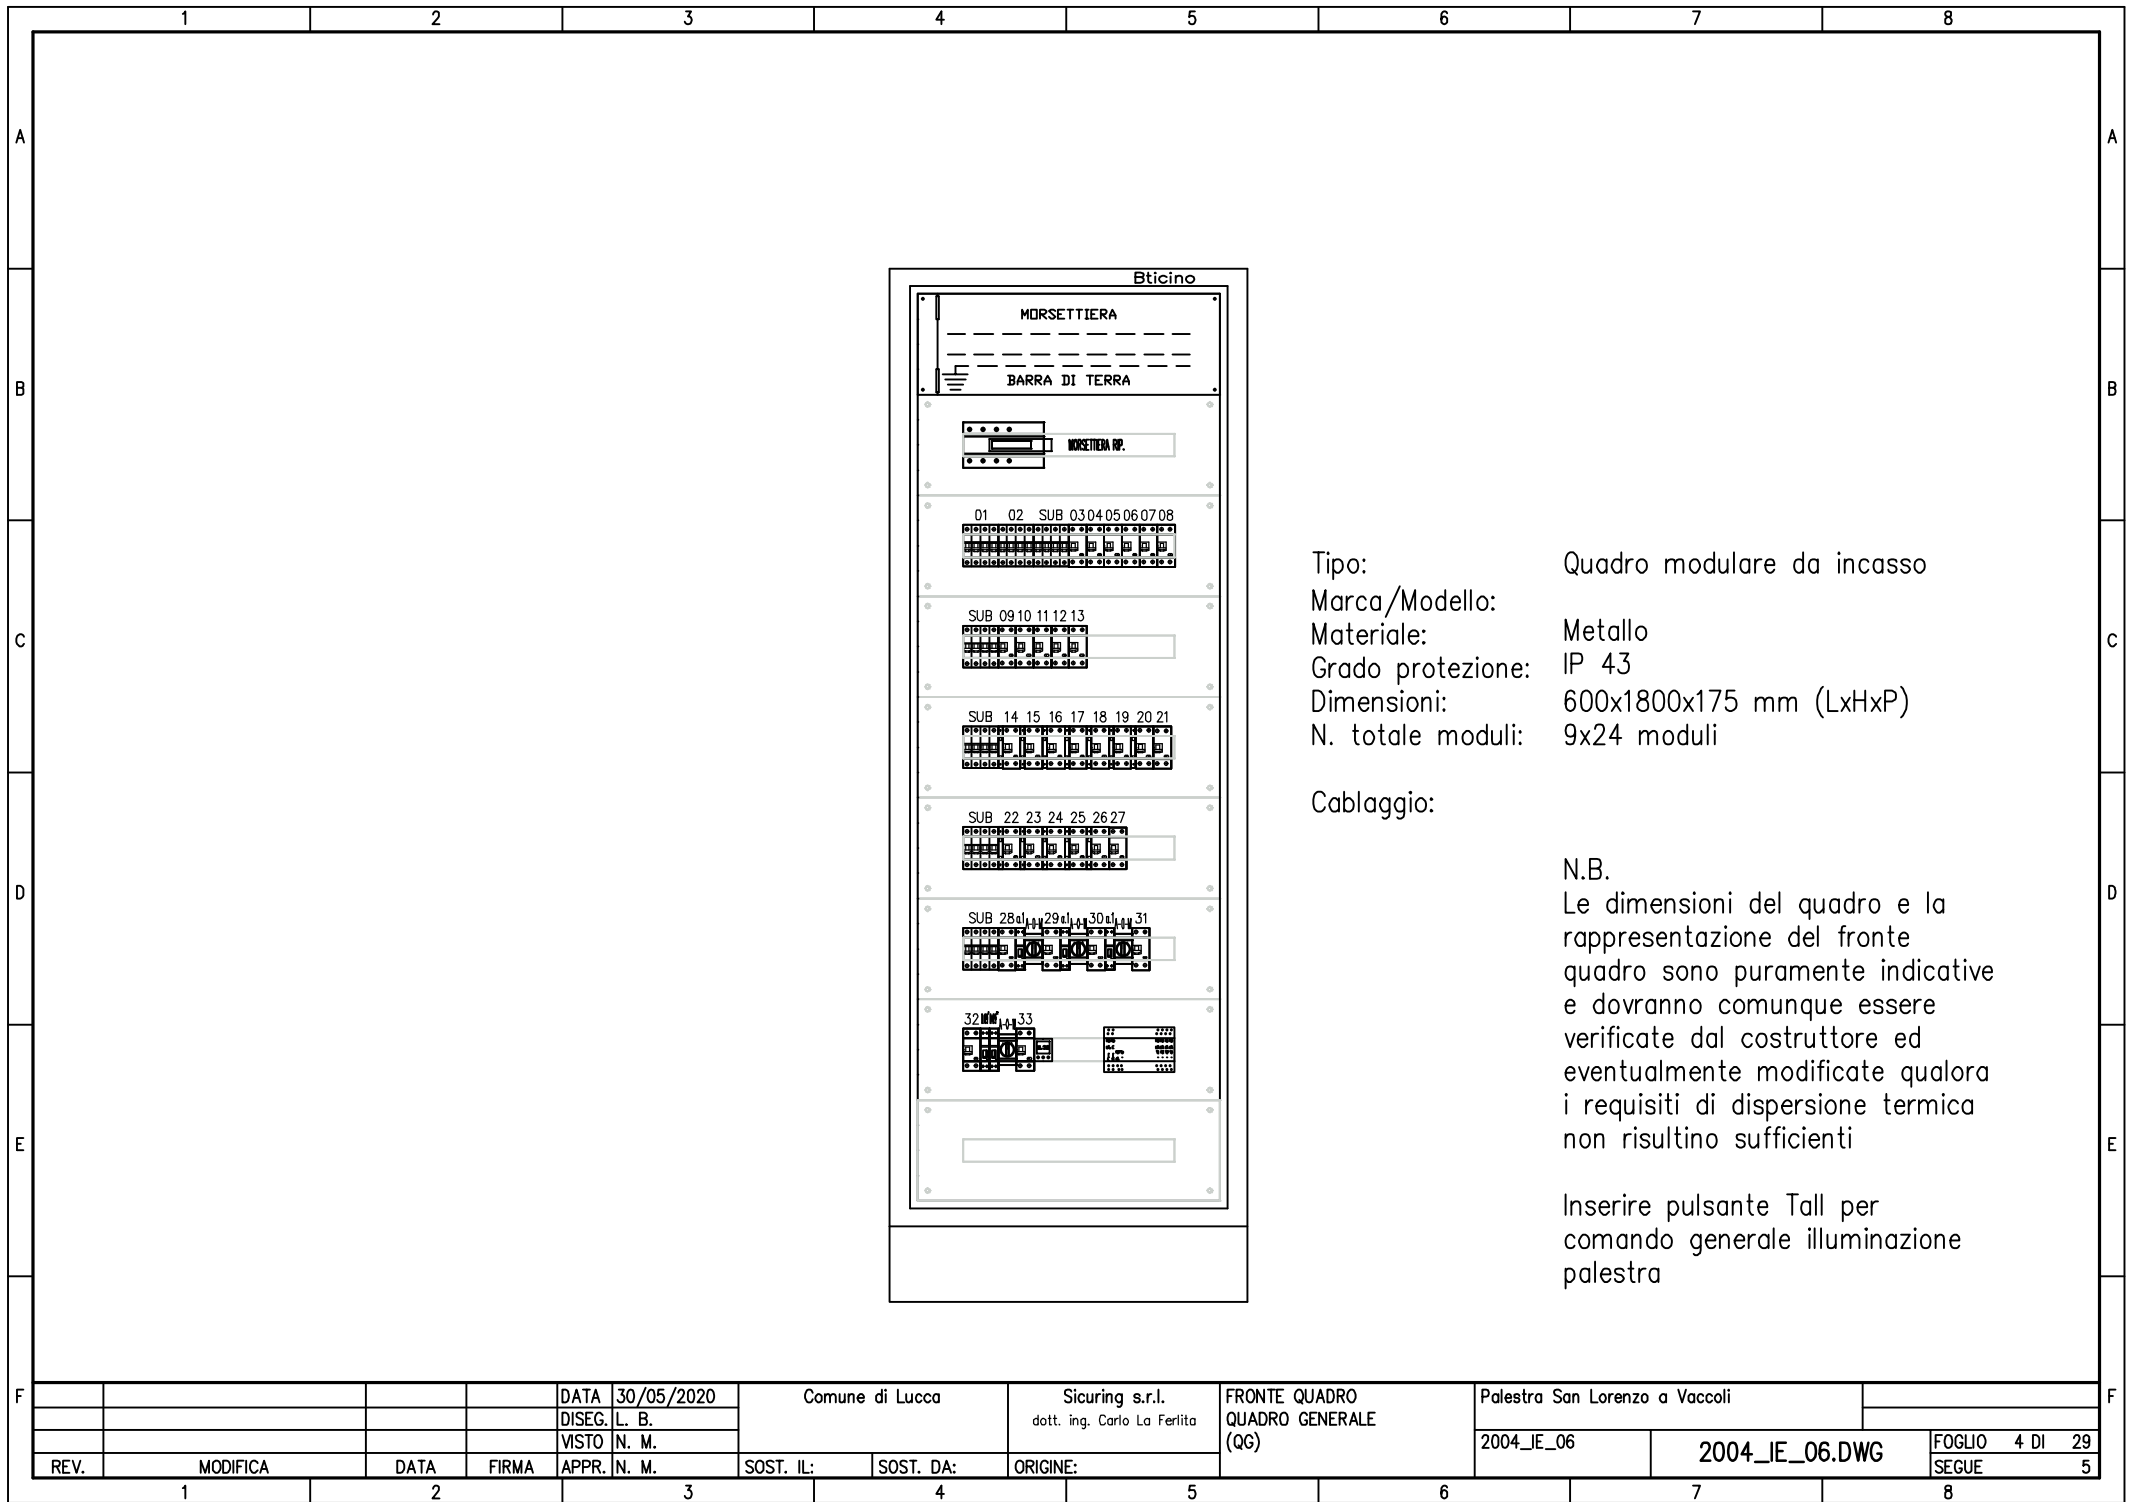 1 2 3 4 5 6 7 8
A A
B B
C C
D D
E E
F F
Bticino
MORSETTIERA
BARRA DI TERRA
MORSETTIERA RIP.
01 02 SUB 03 04 05 06 07 08
SUB 09 10 11 12 13
SUB 14 15 16 17 18 19 20 21
SUB 22 23 24 25 26 27
SUB 28 29 30 31
32 33
Tipo: Quadro modulare da incasso
Marca/Modello:
Materiale: Metallo
Grado protezione: IP 43
Dimensioni: 600x1800x175 mm (LxHxP)
N. totale moduli: 9x24 moduli
Cablaggio:
N.B.
Le dimensioni del quadro e la
rappresentazione del fronte
quadro sono puramente indicative
e dovranno comunque essere
verificate dal costruttore ed
eventualmente modificate qualora
i requisiti di dispersione termica
non risultino sufficienti
Inserire pulsante Tall per
comando generale illuminazione
palestra
DATA 30/05/2020
DISEG. L. B.
VISTO N. M.
REV. MODIFICA DATA FIRMA APPR. N. M.
Comune di Lucca
SOST. IL: SOST. DA:
Sicuring s.r.l.
dott. ing. Carlo La Ferlita
ORIGINE:
FRONTE QUADRO
QUADRO GENERALE
(QG)
Palestra San Lorenzo a Vaccoli
2004_IE_06
2004_IE_06.DWG
FOGLIO 4 DI 29
SEGUE 5
1 2 3 4 5 6 7 8